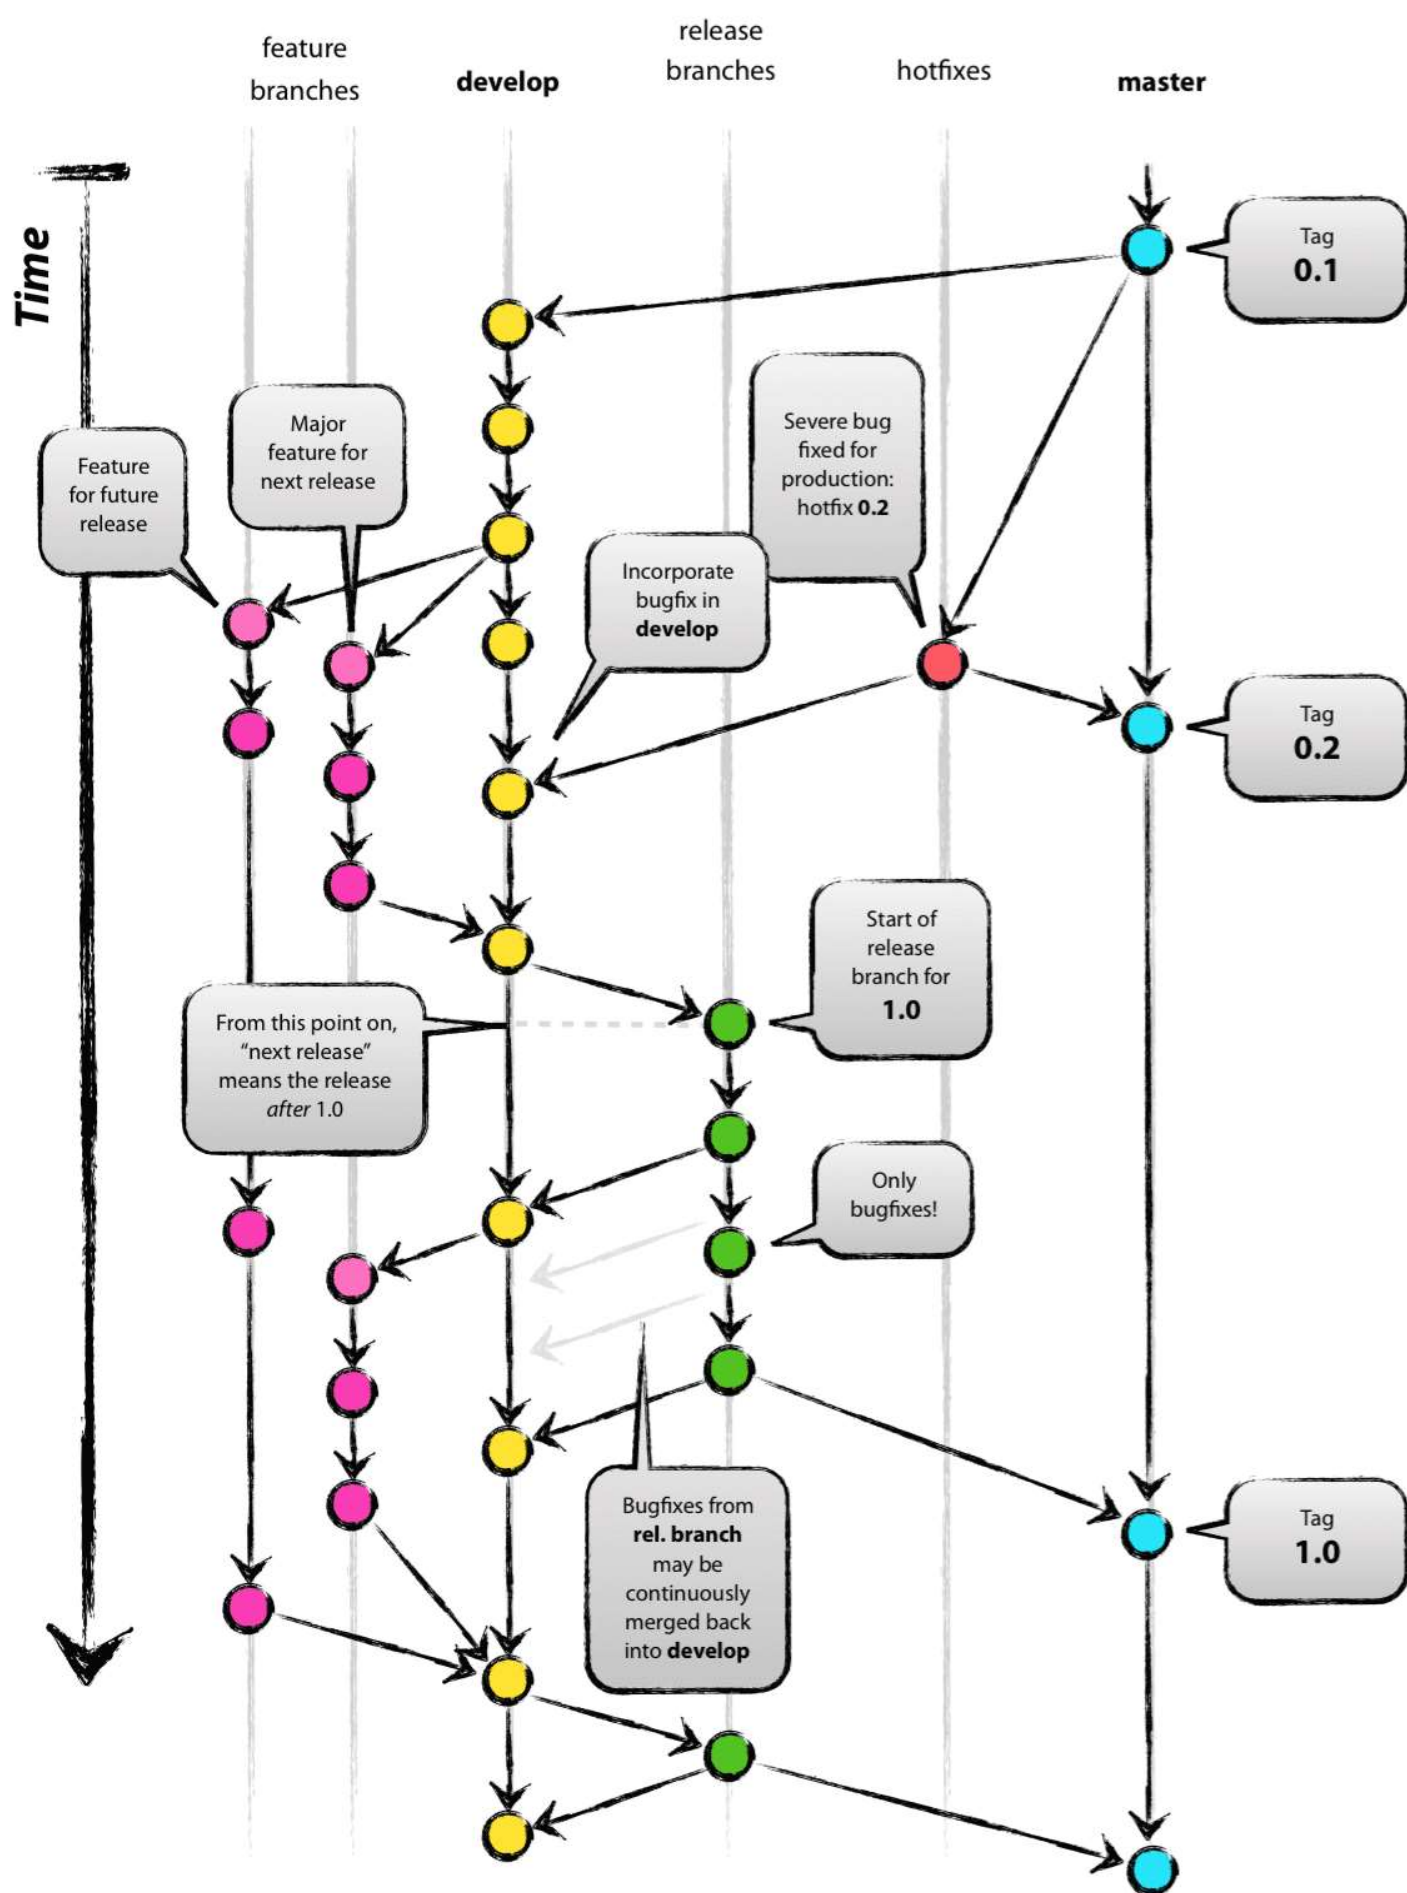 feature
branches
develop
release
branches
hotfixes
master
Time
Tag
0.1
Major
feature for
next release
Feature
for future
release
Severe bug
fixed for
production:
hotfix 0.2
Incorporate
bugfix in
develop
Tag
0.2
Start of
release
branch for
1.0
From this point on,
“next release”
means the release
after 1.0
Only
bugfixes!
Bugfixes from
rel. branch
may be
continuously
merged back
into develop
Tag
1.0